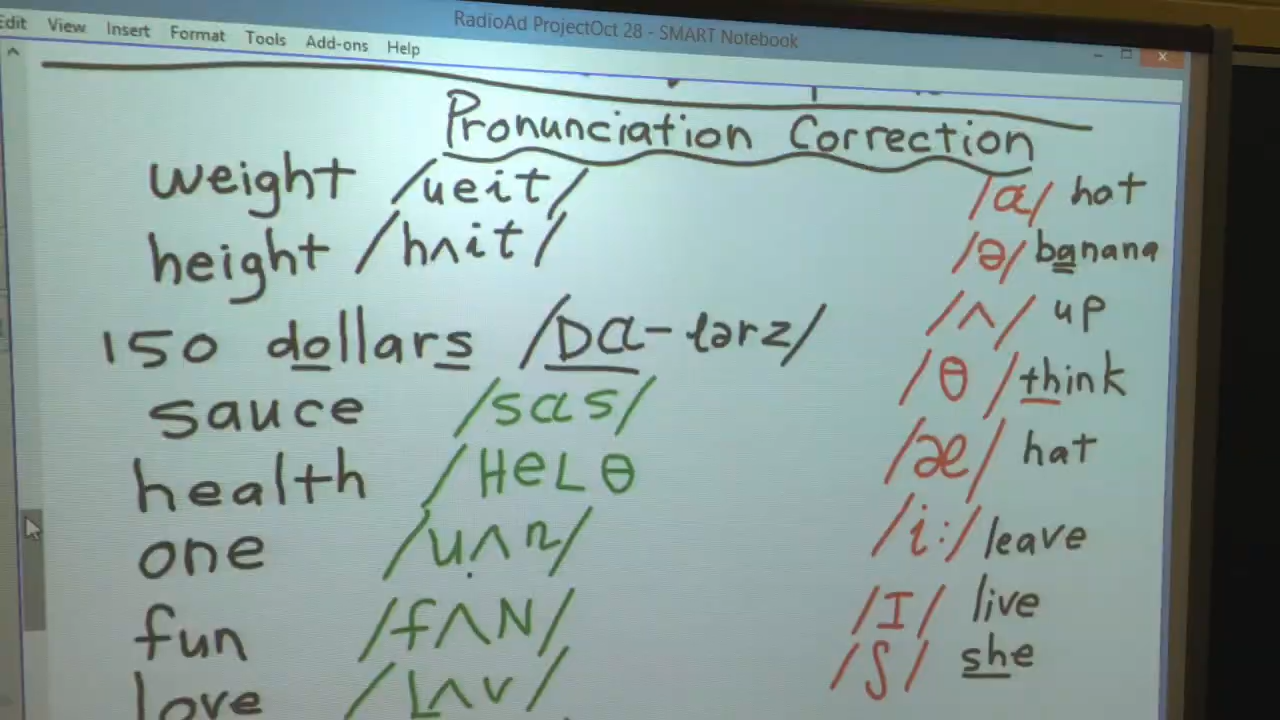 RadioAd ProjectOct 28 - SMART Notebook
Edit View Insert Format Tools Add-ons Help
Pronunciation Correction
weight /ueit/
height /hʌit/
150 dollars /Dɑ-lərz/
sauce /sɑs/
health /HeLθ
one /uʌn/
fun /fʌN/
love /Lʌv/
/ɑ/ hot
/ə/ banana
/ʌ/ up
/θ/ think
/æ/ hat
/i:/ leave
/I/ live
/ʃ/ she